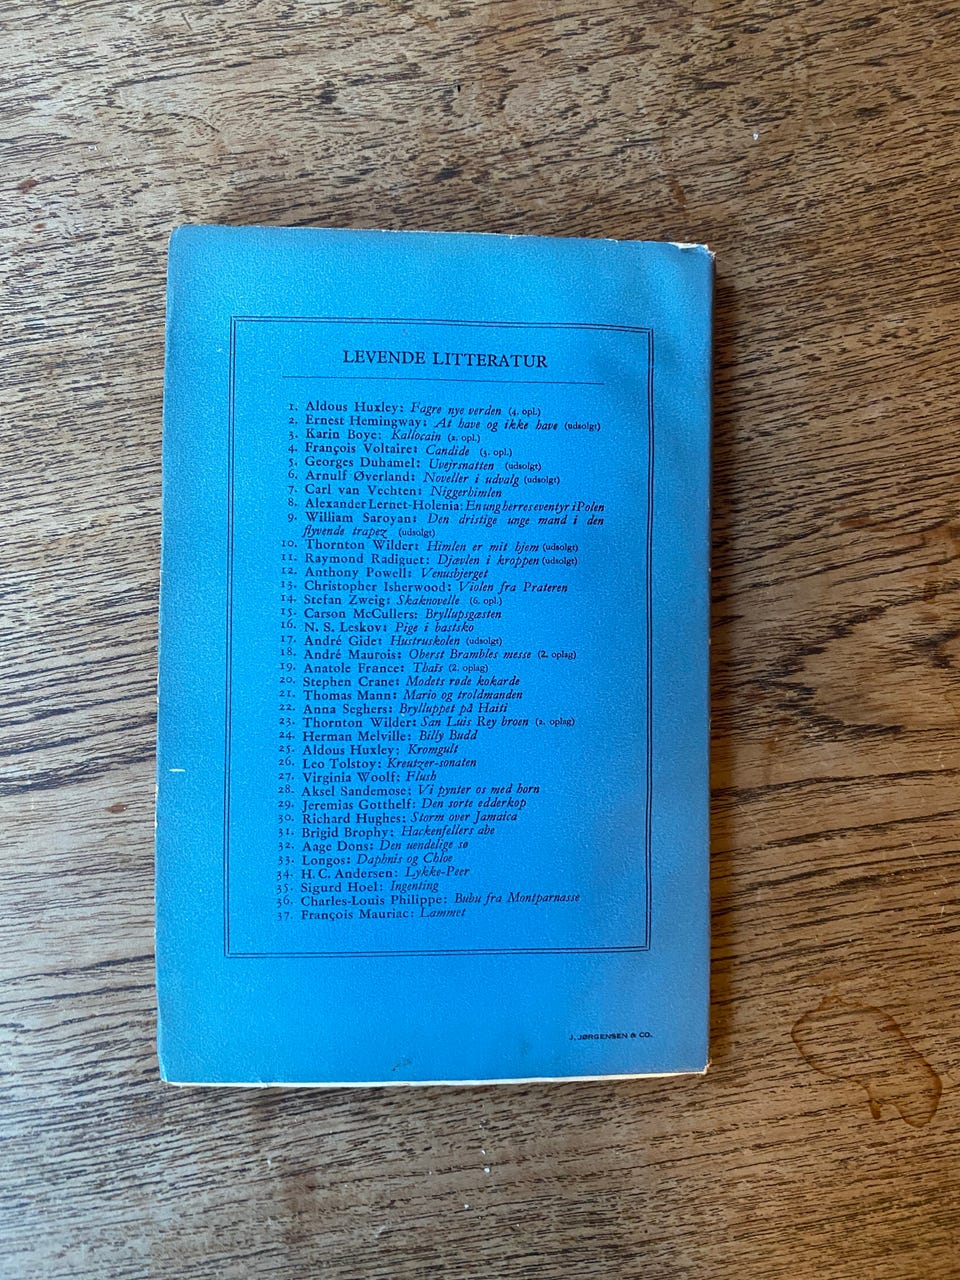 LEVENDE LITTERATUR
1. Aldous Huxley: Fagre nye verden (4. opl.)
2. Ernest Hemingway: At have og ikke have (udsolgt)
3. Karin Boye: Kallocain (2. opl.)
4. François Voltaire: Candide (3. opl.)
5. Georges Duhamel: Uvejrsnatten (udsolgt)
6. Arnulf Øverland: Noveller i udvalg (udsolgt)
7. Carl van Vechten: Niggerhimlen
8. Alexander Lernet-Holenia: En ung herres eventyr i Polen
9. William Saroyan: Den dristige unge mand i den
flyvende trapez (udsolgt)
10. Thornton Wilder: Himlen er mit hjem (udsolgt)
11. Raymond Radiguet: Djævlen i kroppen (udsolgt)
12. Anthony Powell: Venusbjerget
13. Christopher Isherwood: Violen fra Prateren
14. Stefan Zweig: Skaknovelle (6. opl.)
15. Carson McCullers: Bryllupsgæsten
16. N. S. Leskov: Pige i bastsko
17. André Gide: Hustruskolen (udsolgt)
18. André Maurois: Oberst Brambles messe (2. oplag)
19. Anatole France: Thaïs (2. oplag)
20. Stephen Crane: Modets røde kokarde
21. Thomas Mann: Mario og troldmanden
22. Anna Seghers: Brylluppet på Haiti
23. Thornton Wilder: San Luis Rey broen (2. oplag)
24. Herman Melville: Billy Budd
25. Aldous Huxley: Kromgult
26. Leo Tolstoy: Kreutzer-sonaten
27. Virginia Woolf: Flush
28. Aksel Sandemose: Vi pynter os med horn
29. Jeremias Gotthelf: Den sorte edderkop
30. Richard Hughes: Storm over Jamaica
31. Brigid Brophy: Hackenfellers abe
32. Aage Dons: Den uendelige sø
33. Longos: Daphnis og Chloe
34. H. C. Andersen: Lykke-Peer
35. Sigurd Hoel: Ingenting
36. Charles-Louis Philippe: Bubu fra Montparnasse
37. François Mauriac: Lammet
J. JØRGENSEN & CO.